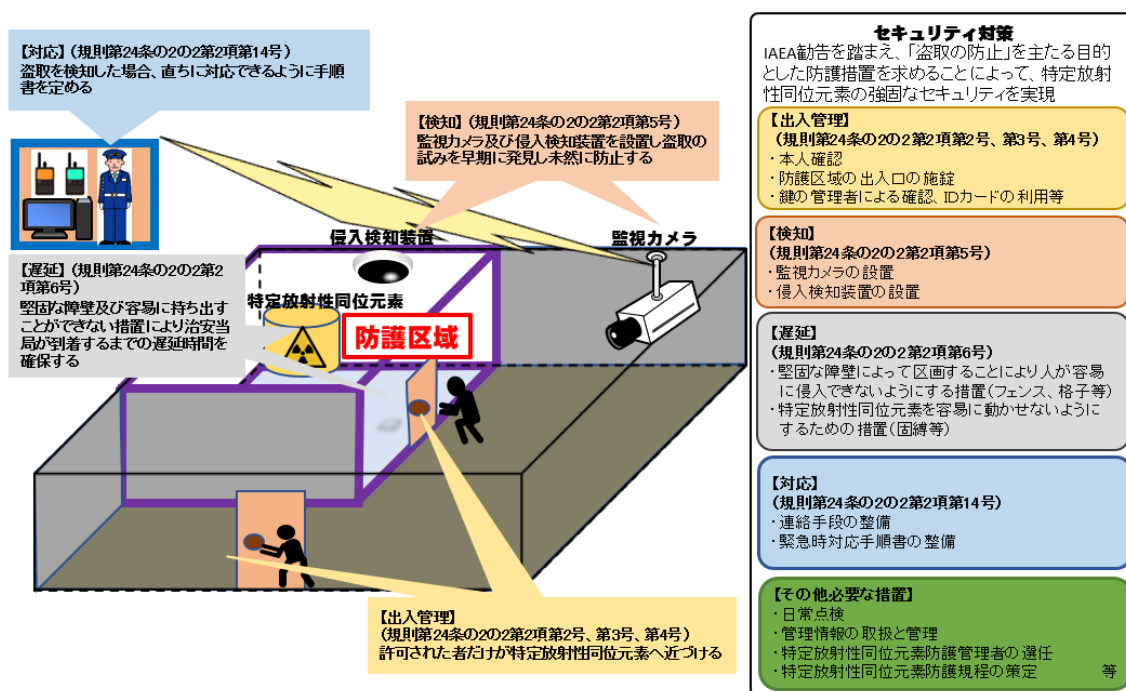 【対応】(規則第24条の2の2第2項第14号)
盗取を検知した場合、直ちに対応できるように手順
書を定める
【検知】(規則第24条の2の2第2項第5号)
監視カメラ及び侵入検知装置を設置し盗取の
試みを早期に発見し未然に防止する
侵入検知装置
監視カメラ
【遅延】(規則第24条の2の2第2
項第6号)
堅固な障壁及び容易に持ち出す
ことができない措置により治安当
局が到着するまでの遅延時間を
確保する
特定放射性同位元素
防護区域
【出入管理】
(規則第24条の2の2第2項第2号、第3号、第4号)
許可された者だけが特定放射性同位元素へ近づける
セキュリティ対策
IAEA勧告を踏まえ、「盗取の防止」を主たる目的
とした防護措置を求めることによって、特定放射
性同位元素の強固なセキュリティを実現
【出入管理】
(規則第24条の2の2第2項第2号、第3号、第4号)
・本人確認
・防護区域の出入口の施錠
・鍵の管理者による確認、IDカードの利用等
【検知】
(規則第24条の2の2第2項第5号)
・監視カメラの設置
・侵入検知装置の設置
【遅延】
(規則第24条の2の2第2項第6号)
・堅固な障壁によって区画することにより人が容易
に侵入できないようにする措置(フェンス、格子等)
・特定放射性同位元素を容易に動かせないように
するための措置(固縛等)
【対応】
(規則第24条の2の2第2項第14号)
・連絡手段の整備
・緊急時対応手順書の整備
【その他必要な措置】
・日常点検
・管理情報の取扱と管理
・特定放射性同位元素防護管理者の選任
・特定放射性同位元素防護規程の策定 等